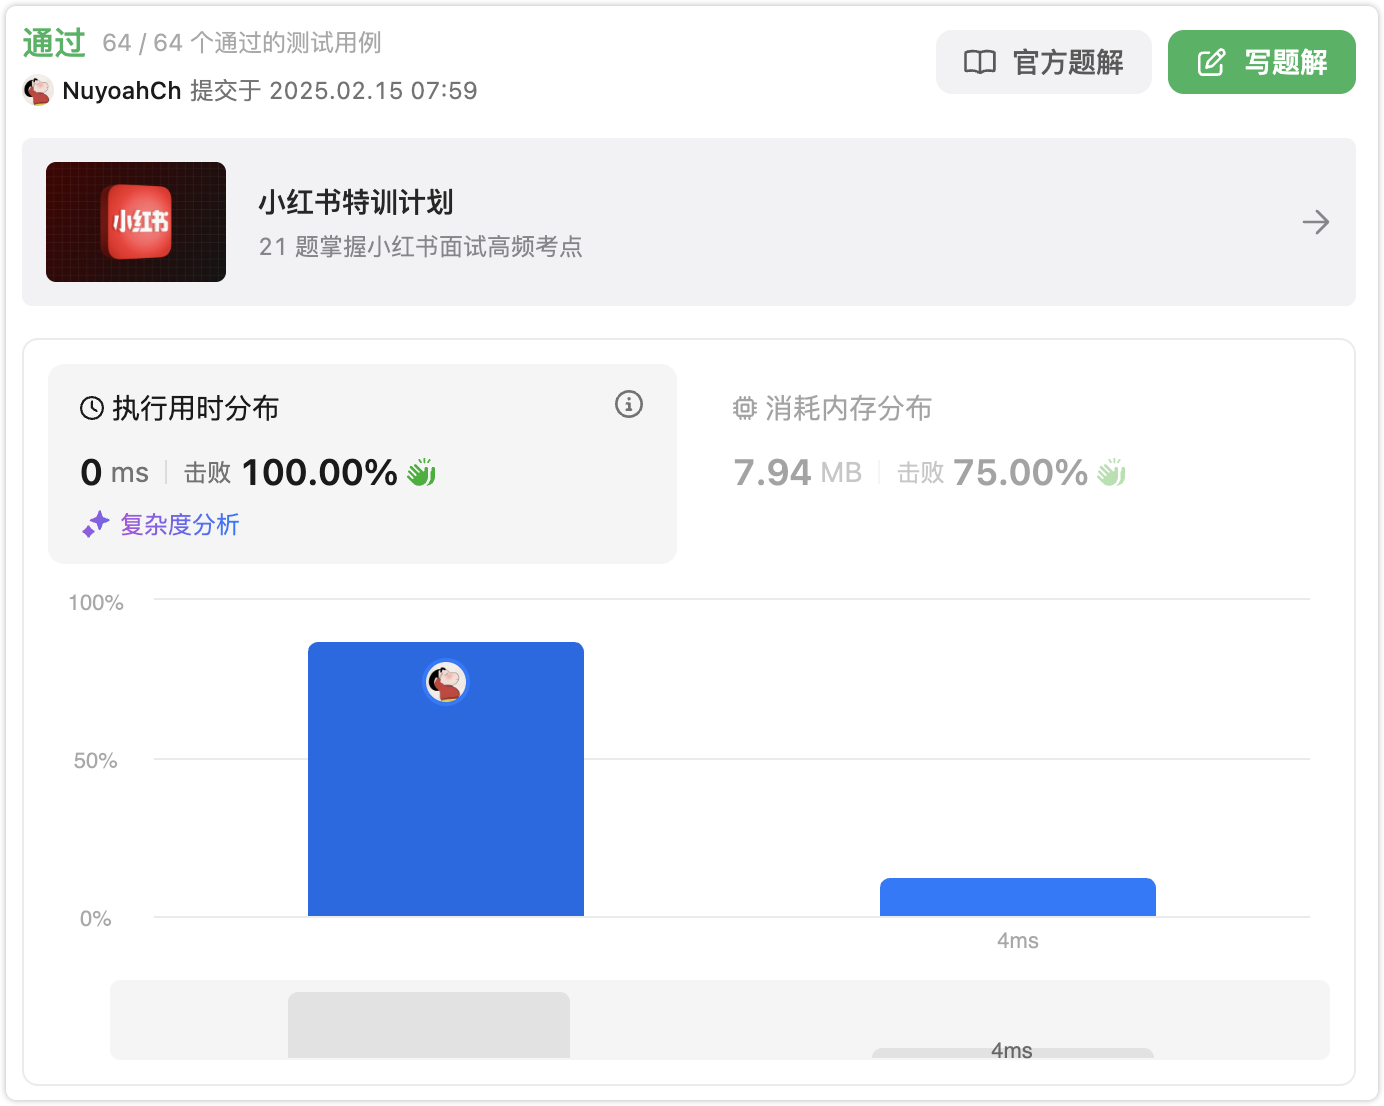 通过 64 / 64 个通过的测试用例
NuyoahCh 提交于 2025.02.15 07:59
官方题解
写题解
小红书
小红书特训计划
21 题掌握小红书面试高频考点
执行用时分布
0 ms 击败 100.00%
复杂度分析
消耗内存分布
7.94 MB 击败 75.00%
100%
50%
0%
4ms
4ms